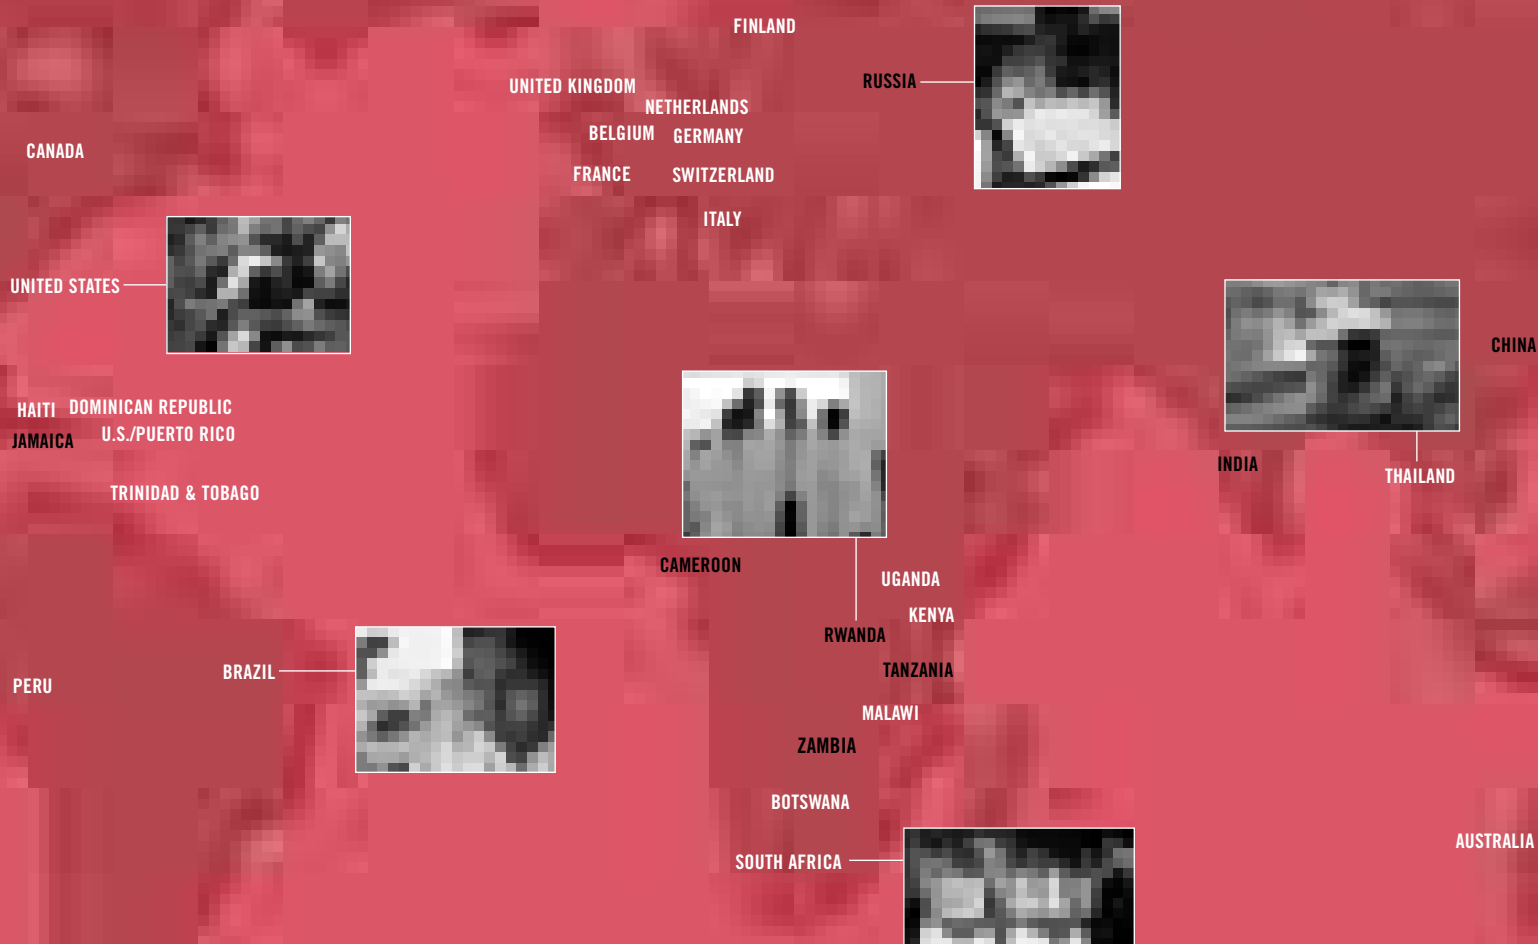 FINLAND
RUSSIA
UNITED KINGDOM
NETHERLANDS
BELGIUM
GERMANY
CANADA
FRANCE
SWITZERLAND
ITALY
UNITED STATES
CHINA
HAITI
DOMINICAN REPUBLIC
JAMAICA
U.S./PUERTO RICO
INDIA
THAILAND
TRINIDAD & TOBAGO
CAMEROON
UGANDA
KENYA
RWANDA
TANZANIA
BRAZIL
PERU
MALAWI
ZAMBIA
BOTSWANA
AUSTRALIA
SOUTH AFRICA